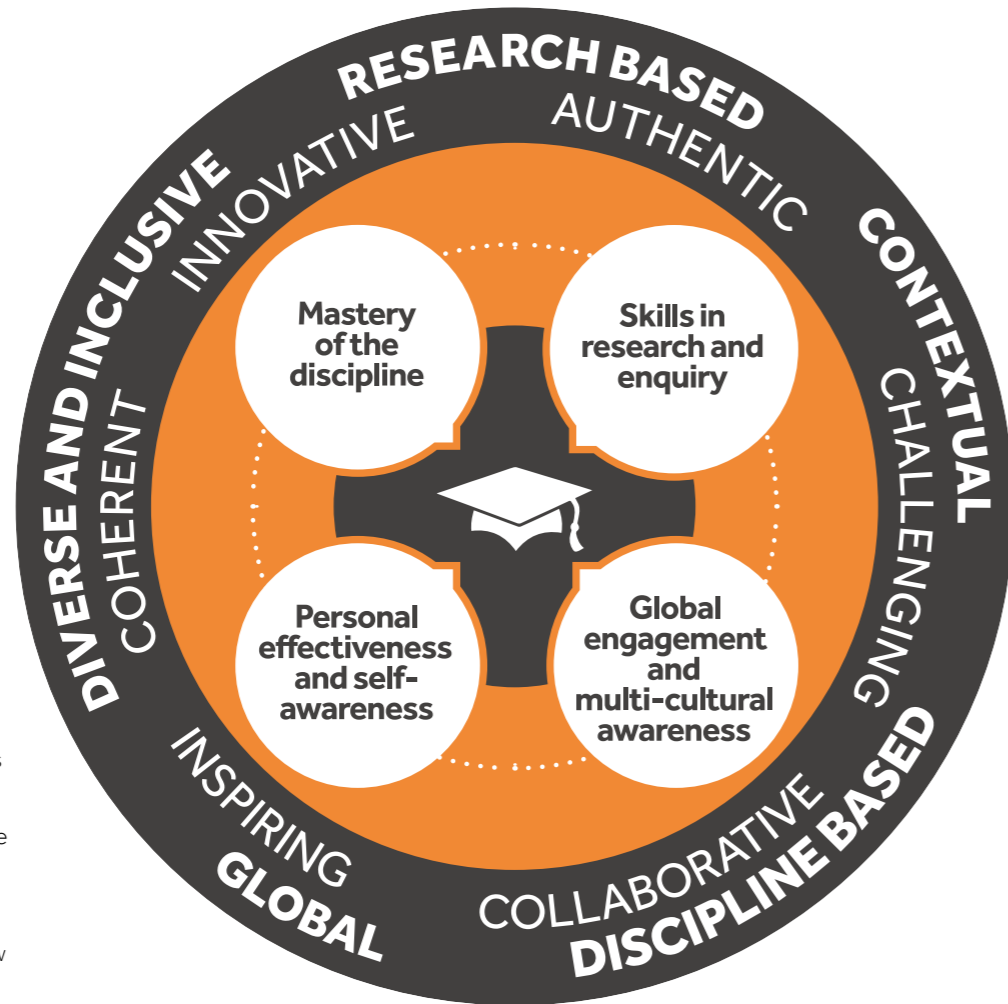 RESEARCH BASED
CONTEXTUAL
DISCIPLINE BASED
GLOBAL
DIVERSE AND INCLUSIVE
INNOVATIVE
AUTHENTIC
CHALLENGING
COLLABORATIVE
INSPIRING
COHERENT
Mastery
of the
discipline
Skills in
research and
enquiry
Personal
effectiveness
and self-
awareness
Global
engagement
and
multi-cultural
awareness